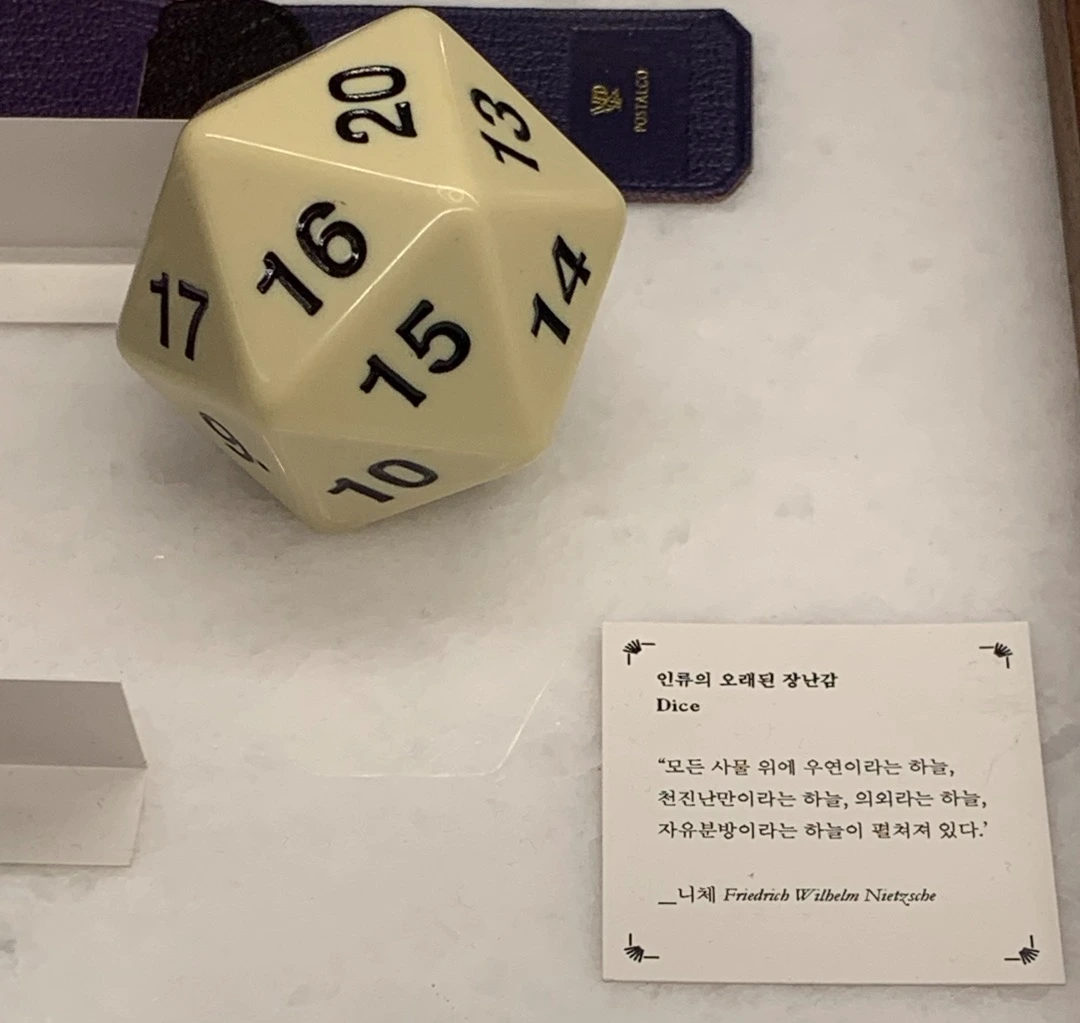 20
13
POSTALCO
16
14
17
15
9.
10
인류의 오래된 장난감
Dice
“모든 사물 위에 우연이라는 하늘,
천진난만이라는 하늘, 의외라는 하늘,
자유분방이라는 하늘이 펼쳐져 있다.’
__니체 Friedrich Wilhelm Nietzsche